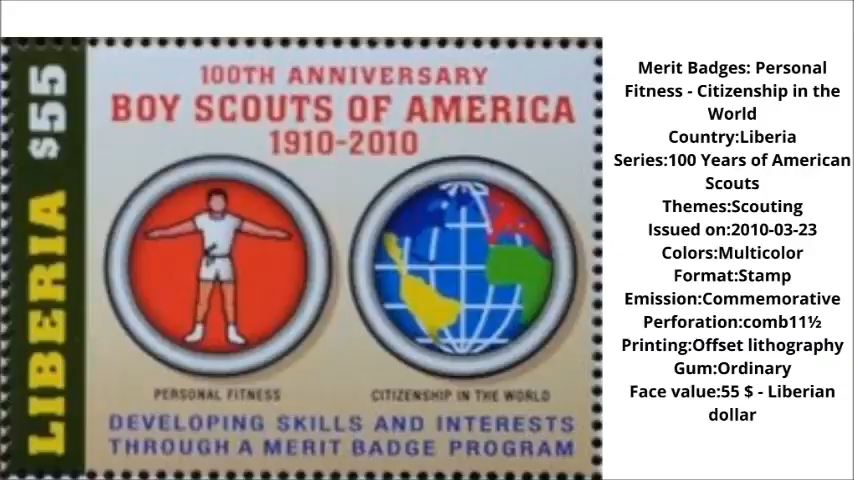 LIBERIA $55
100TH ANNIVERSARY
BOY SCOUTS OF AMERICA
1910-2010
PERSONAL FITNESS
CITIZENSHIP IN THE WORLD
DEVELOPING SKILLS AND INTERESTS
THROUGH A MERIT BADGE PROGRAM
Merit Badges: Personal
Fitness - Citizenship in the
World
Country:Liberia
Series:100 Years of American
Scouts
Themes:Scouting
Issued on:2010-03-23
Colors:Multicolor
Format:Stamp
Emission:Commemorative
Perforation:comb11½
Printing:Offset lithography
Gum:Ordinary
Face value:55 $ - Liberian
dollar